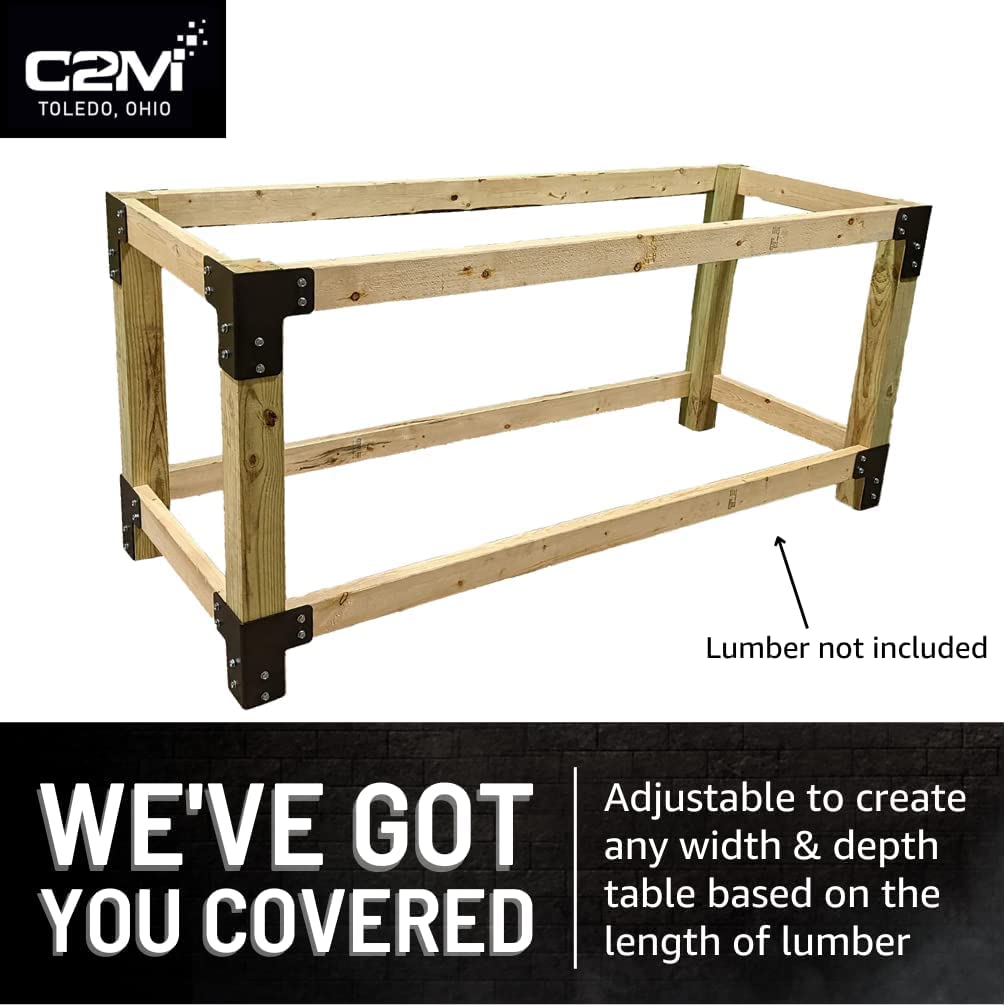 C2M
TOLEDO, OHIO
Lumber not included
WE'VE GOT
YOU COVERED
Adjustable to create
any width & depth
table based on the
length of lumber